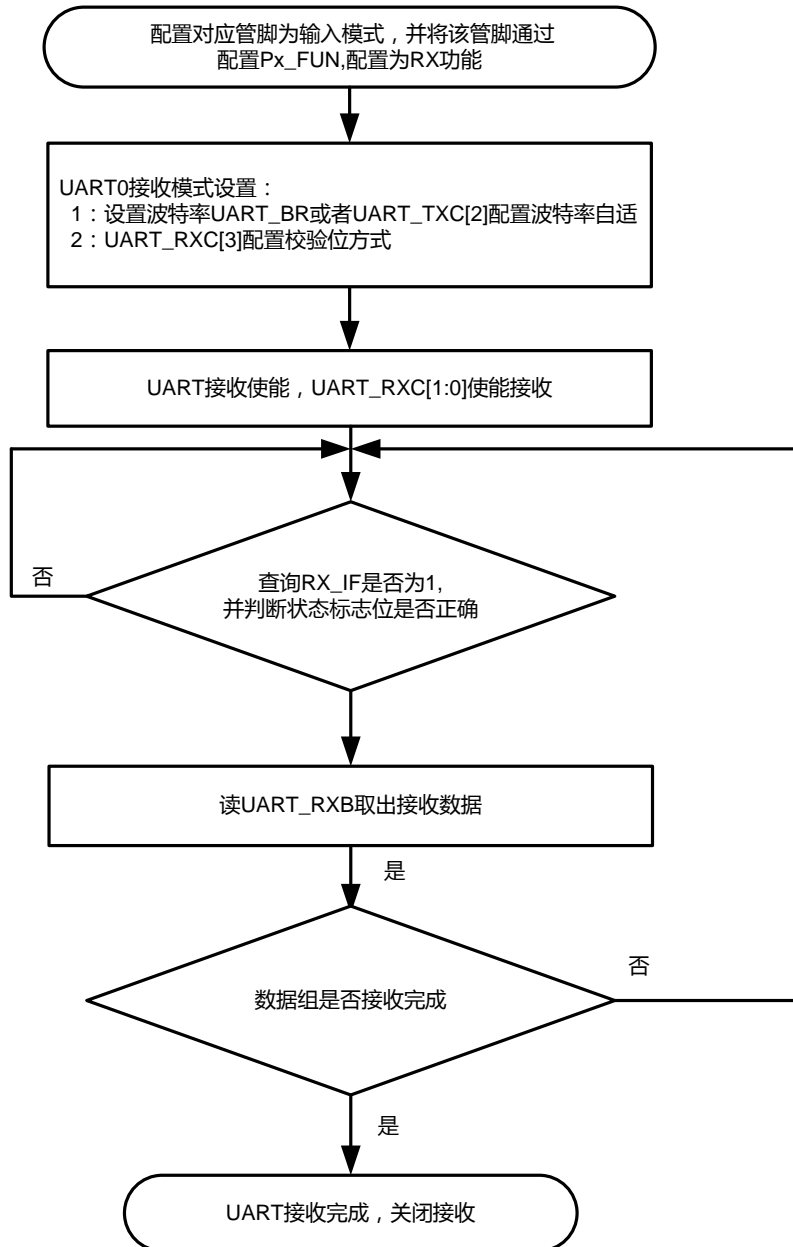 配置对应管脚为输入模式，并将该管脚通过
配置Px_FUN,配置为RX功能
UART0接收模式设置：
1：设置波特率UART_BR或者UART_TXC[2]配置波特率自适
2：UART_RXC[3]配置校验位方式
UART接收使能，UART_RXC[1:0]使能接收
否
查询RX_IF是否为1,
并判断状态标志位是否正确
读UART_RXB取出接收数据
是
否
数据组是否接收完成
是
UART接收完成，关闭接收